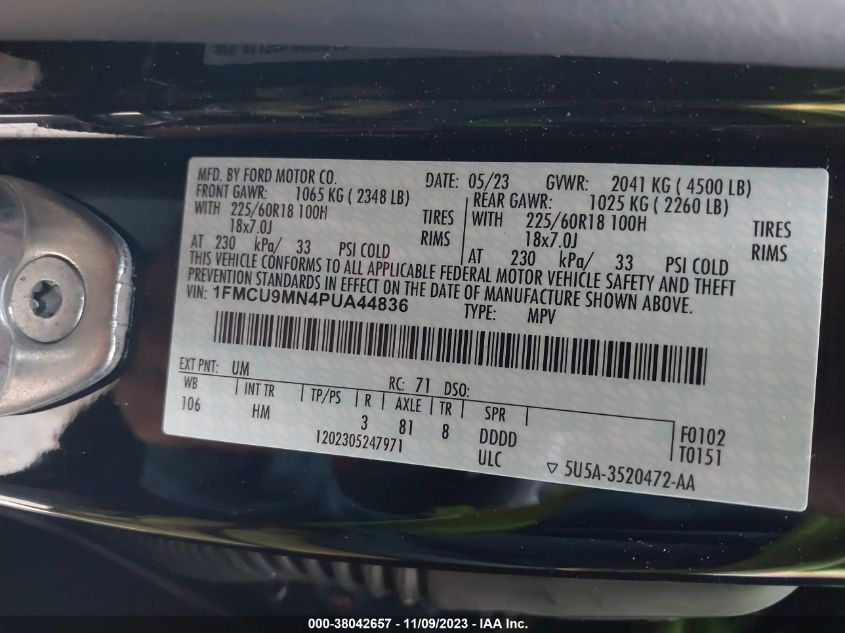 MFD. BY FORD MOTOR CO.
DATE: 05/23 GVWR: 2041 KG ( 4500 LB)
FRONT GAWR: 1065 KG ( 2348 LB)
REAR GAWR: 1025 KG ( 2260 LB)
WITH 225/60R18 100H TIRES
WITH 225/60R18 100H TIRES
18x7.0J RIMS
18x7.0J RIMS
AT 230 kPa/ 33 PSI COLD
AT 230 kPa/ 33 PSI COLD
THIS VEHICLE CONFORMS TO ALL APPLICABLE FEDERAL MOTOR VEHICLE SAFETY AND THEFT
PREVENTION STANDARDS IN EFFECT ON THE DATE OF MANUFACTURE SHOWN ABOVE.
VIN: 1FMCU9MN4PUA44836 TYPE: MPV
EXT PNT: UM RC: 71 DSO:
WB INT TR TP/PS R AXLE TR SPR
106 HM 3 81 8 DDDD F0102
1202305247971 ULC T0151
▽ 5U5A-3520472-AA
000-38042657 - 11/09/2023 - IAAI.com